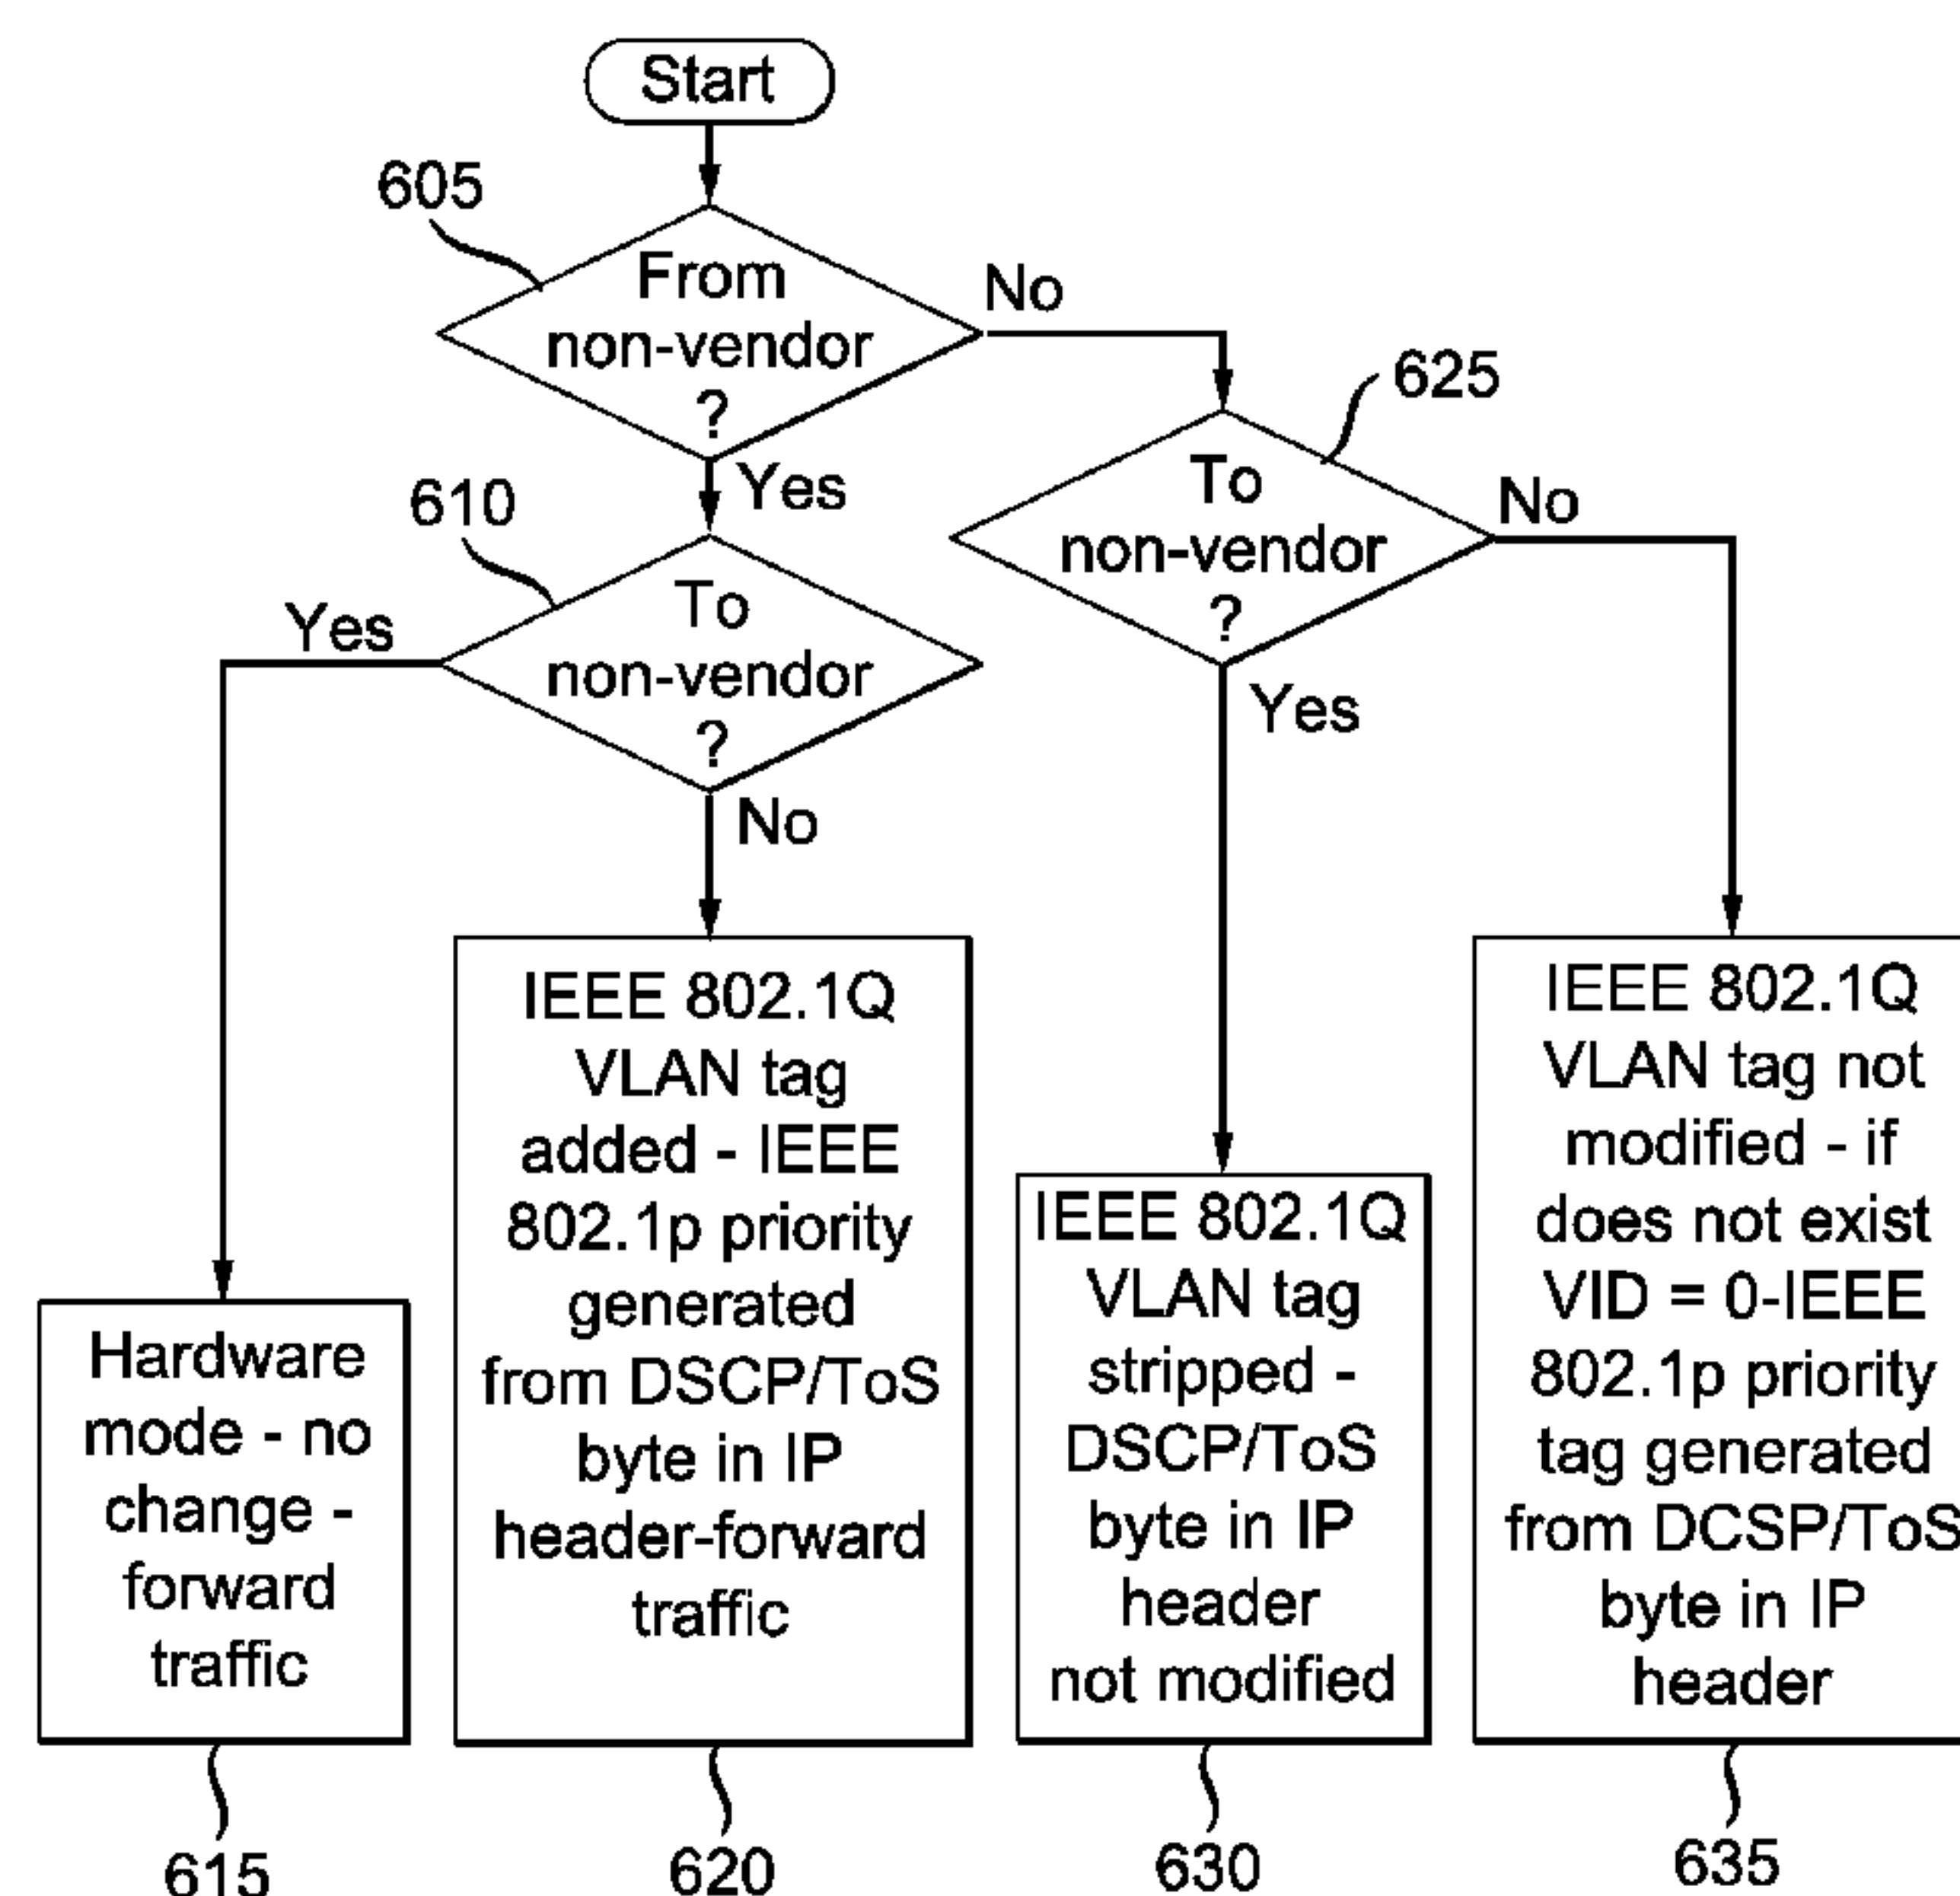 Start
605
From
non-vendor
?
No
Yes
625
To
non-vendor
?
No
Yes
610
To
non-vendor
?
Yes
No
Hardware
mode - no
change -
forward
traffic
615
IEEE 802.1Q
VLAN tag
added - IEEE
802.1p priority
generated
from DSCP/ToS
byte in IP
header-forward
traffic
620
IEEE 802.1Q
VLAN tag
stripped -
DSCP/ToS
byte in IP
header
not modified
630
IEEE 802.1Q
VLAN tag not
modified - if
does not exist
VID = 0-IEEE
802.1p priority
tag generated
from DCSP/ToS
byte in IP
header
635